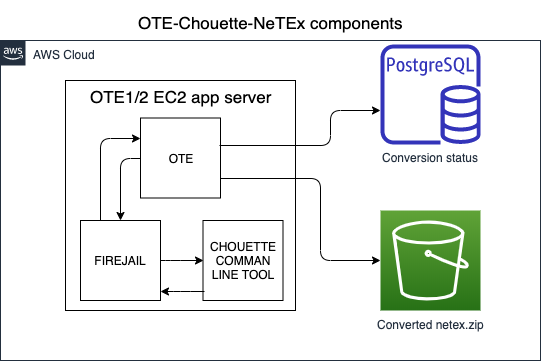 OTE-Chouette-NeTEx components
aws
AWS Cloud
PostgreSQL
OTE1/2 EC2 app server
OTE
Conversion status
FIREJAIL
CHOUETTE
COMMAN
LINE TOOL
Converted netex.zip